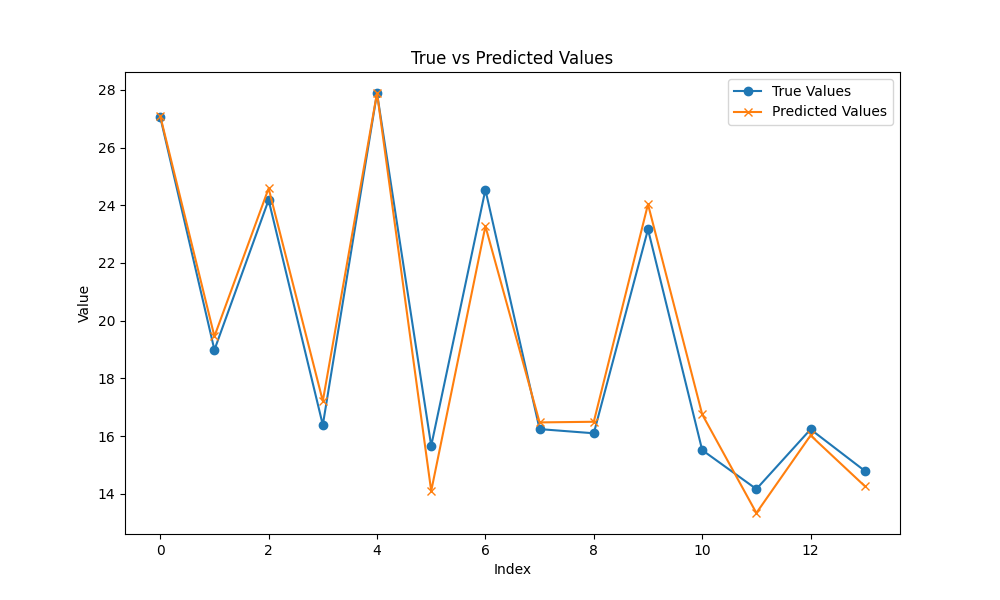 True vs Predicted Values
True Values
Predicted Values
28
26
24
22
20
18
16
14
Value
0 2 4 6 8 10 12
Index